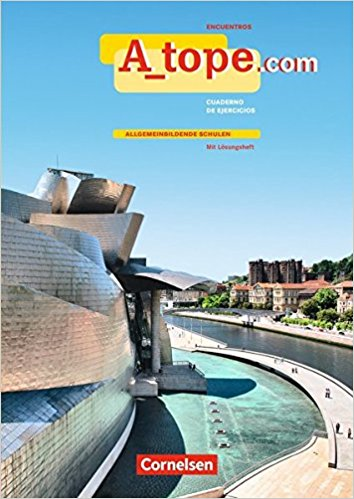 ENCUENTROS
A_tope.com
CUADERNO
DE EJERCICIOS
ALLGEMEINBILDENDE SCHULEN
Mit Lösungsheft
Cornelsen